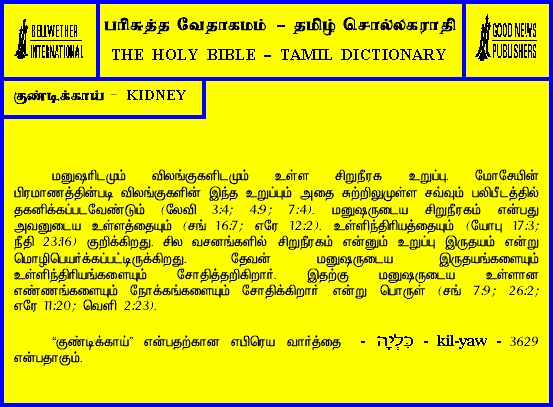 BELLWETHER
INTERNATIONAL
பரிசுத்த வேதாகமம் – தமிழ் சொல்லகராதி
THE HOLY BIBLE – TAMIL DICTIONARY
GOOD NEWS
PUBLISHERS
குண்டிக்காய் – KIDNEY
மனுஷரிடமும் விலங்குகளிடமும் உள்ள சிறுநீரக உறுப்பு. மோசேயின்
பிரமாணத்தின்படி விலங்குகளின் இந்த உறுப்பும் அதை சுற்றிலுமுள்ள சவ்வும் பலிபீடத்தில்
தகனிக்கப்படவேண்டும் (லேவி 3:4; 4:9; 7:4). மனுஷருடைய சிறுநீரகம் என்பது
அவனுடைய உள்ளத்தையும் (சங் 16:7; எரே 12:2). உள்ளிந்திரியத்தையும் (யோபு 17:3;
நீதி 23:16) குறிக்கிறது. சில வசனங்களில் சிறுநீரகம் என்னும் உறுப்பு இருதயம் என்று
மொழிபெயர்க்கப்பட்டிருக்கிறது. தேவன் மனுஷருடைய இருதயங்களையும்
உள்ளிந்திரியங்களையும் சோதித்தறிகிறார். இதற்கு மனுஷருடைய உள்ளான
எண்ணங்களையும் நோக்கங்களையும் சோதிக்கிறார் என்று பொருள் (சங் 7:9; 26:2;
எரே 11:20; வெளி 2:23).
“குண்டிக்காய்” என்பதற்கான எபிரெய வார்த்தை - כִּלְיָה - kil-yaw - 3629
என்பதாகும்.